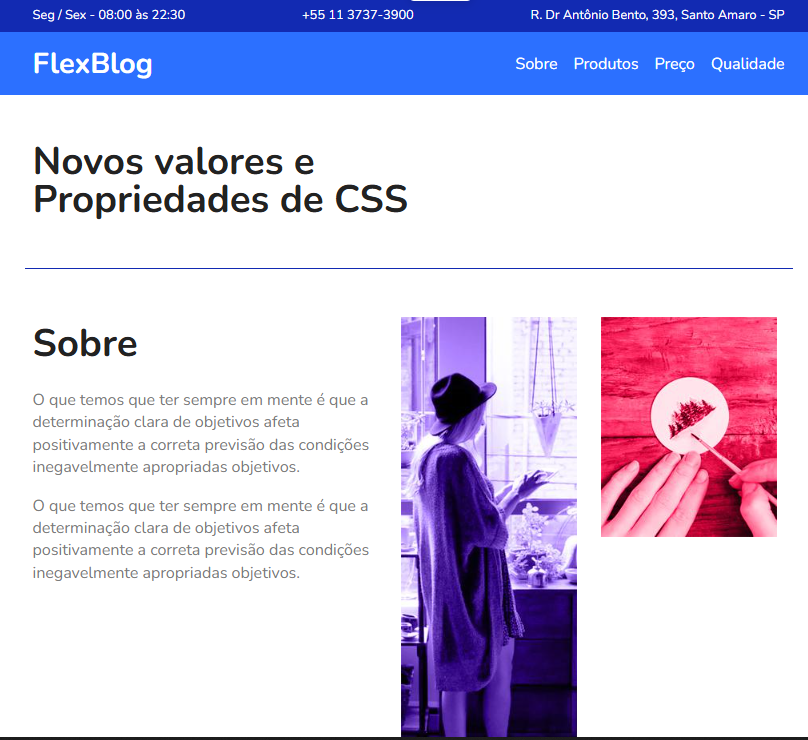 Seg / Sex - 08:00 às 22:30
+55 11 3737-3900
R. Dr Antônio Bento, 393, Santo Amaro - SP
FlexBlog
Sobre Produtos Preço Qualidade
Novos valores e
Propriedades de CSS
Sobre
O que temos que ter sempre em mente é que a
determinação clara de objetivos afeta
positivamente a correta previsão das condições
inegavelmente apropriadas objetivos.
O que temos que ter sempre em mente é que a
determinação clara de objetivos afeta
positivamente a correta previsão das condições
inegavelmente apropriadas objetivos.